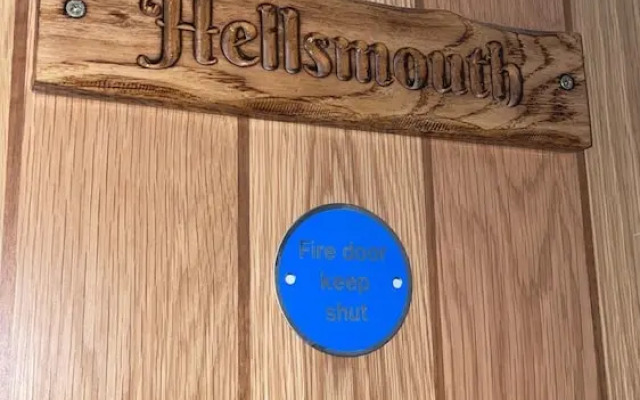 Hellsmouth
Fire door
keep
shut